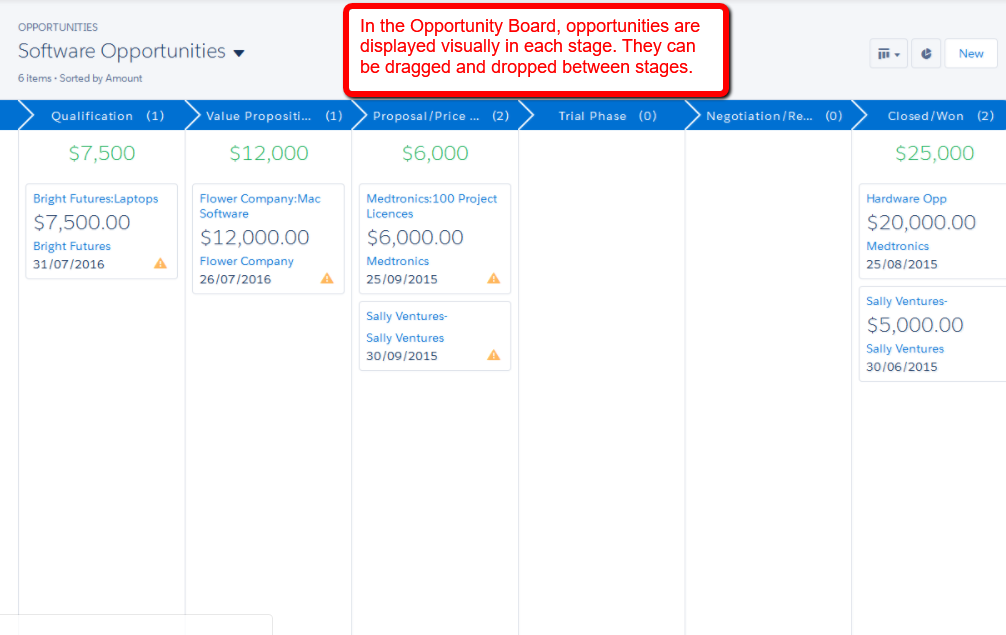 OPPORTUNITIES
Software Opportunities
6 items • Sorted by Amount
In the Opportunity Board, opportunities are
displayed visually in each stage. They can
be dragged and dropped between stages.
New
Qualification (1)
Value Propositi... (1)
Proposal/Price ... (2)
Trial Phase (0)
Negotiation/Re... (0)
Closed/Won (2)
$7,500
$12,000
$6,000
$25,000
Bright Futures:Laptops
$7,500.00
Bright Futures
31/07/2016
Flower Company:Mac
Software
$12,000.00
Flower Company
26/07/2016
Medtronics:100 Project
Licences
$6,000.00
Medtronics
25/09/2015
Sally Ventures-
Sally Ventures
30/09/2015
Hardware Opp
$20,000.00
Medtronics
25/08/2015
Sally Ventures-
$5,000.00
Sally Ventures
30/06/2015